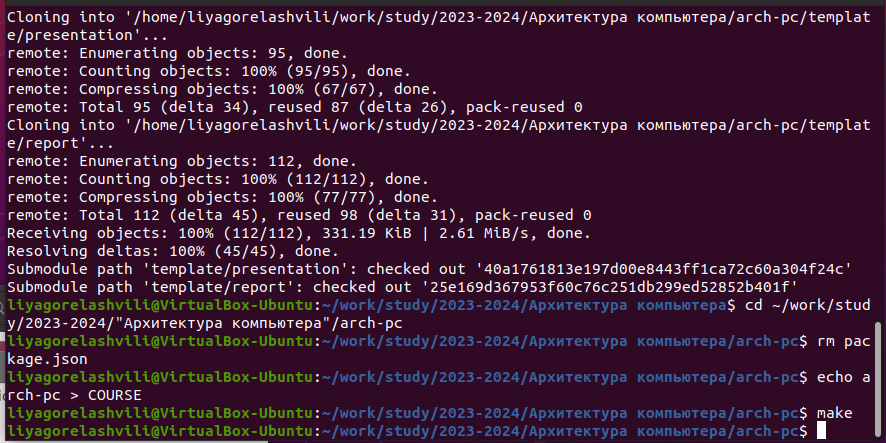 Cloning into '/home/liyagorelashvili/work/study/2023-2024/Архитектура компьютера/arch-pc/templat
e/presentation'...
remote: Enumerating objects: 95, done.
remote: Counting objects: 100% (95/95), done.
remote: Compressing objects: 100% (67/67), done.
remote: Total 95 (delta 34), reused 87 (delta 26), pack-reused 0
Cloning into '/home/liyagorelashvili/work/study/2023-2024/Архитектура компьютера/arch-pc/templat
e/report'...
remote: Enumerating objects: 112, done.
remote: Counting objects: 100% (112/112), done.
remote: Compressing objects: 100% (77/77), done.
remote: Total 112 (delta 45), reused 98 (delta 31), pack-reused 0
Receiving objects: 100% (112/112), 331.19 KiB | 2.61 MiB/s, done.
Resolving deltas: 100% (45/45), done.
Submodule path 'template/presentation': checked out '40a1761813e197d00e8443ff1ca72c60a304f24c'
Submodule path 'template/report': checked out '25e169d367953f60c76c251db299ed52852b401f'
liyagorelashvili@VirtualBox-Ubuntu:~/work/study/2023-2024/Архитектура компьютера$ cd ~/work/stud
y/2023-2024/"Архитектура компьютера"/arch-pc
liyagorelashvili@VirtualBox-Ubuntu:~/work/study/2023-2024/Архитектура компьютера/arch-pc$ rm pac
kage.json
liyagorelashvili@VirtualBox-Ubuntu:~/work/study/2023-2024/Архитектура компьютера/arch-pc$ echo a
rch-pc > COURSE
liyagorelashvili@VirtualBox-Ubuntu:~/work/study/2023-2024/Архитектура компьютера/arch-pc$ make
liyagorelashvili@VirtualBox-Ubuntu:~/work/study/2023-2024/Архитектура компьютера/arch-pc$